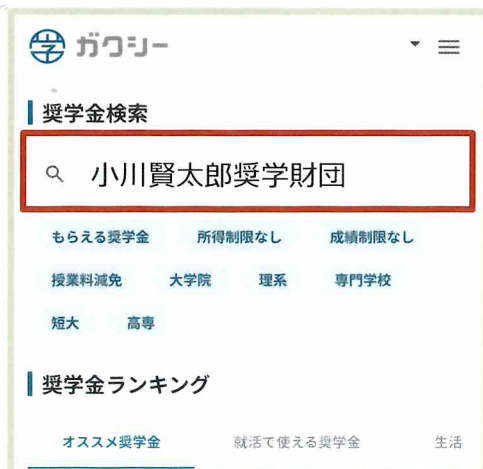 学 ガクシー
奨学金検索
小川賢太郎奨学財団
もらえる奨学金 所得制限なし 成績制限なし
授業料減免 大学院 理系 専門学校
短大 高専
奨学金ランキング
オススメ奨学金 就活で使える奨学金 生活